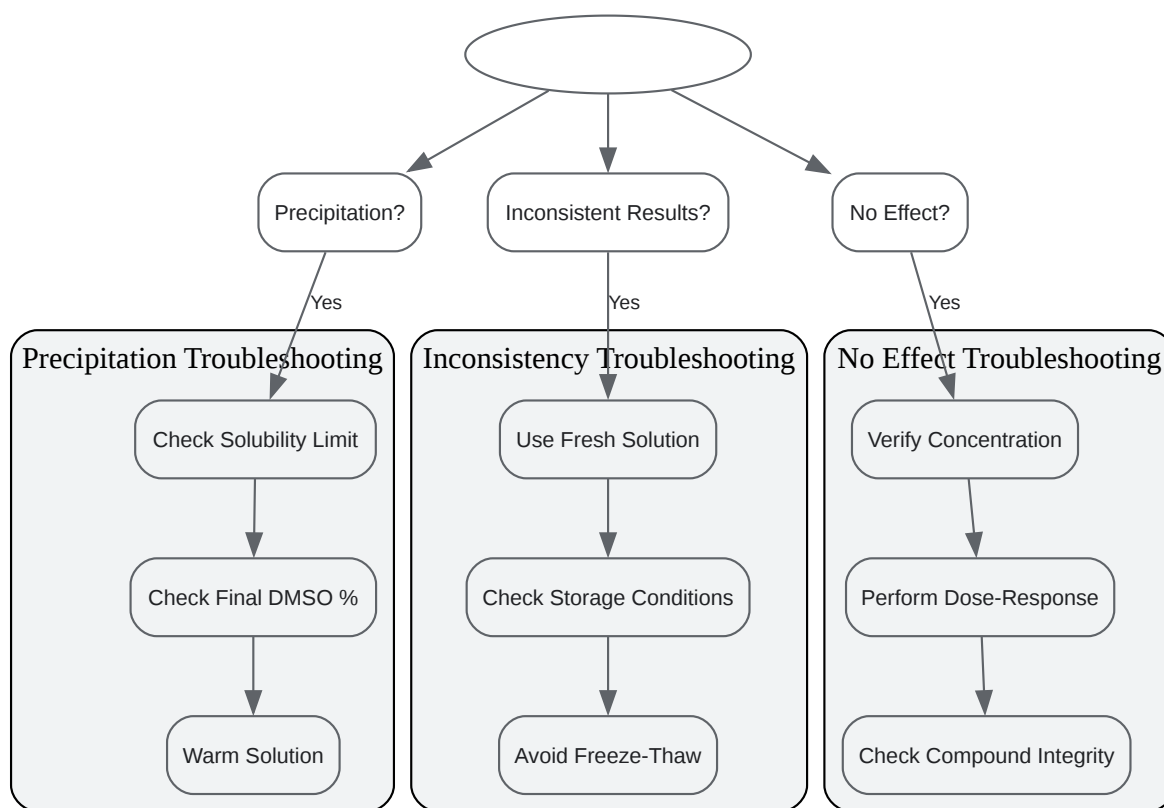 Precipitation?
Inconsistent Results?
No Effect?
Yes
Yes
Yes
Precipitation Troubleshooting
Inconsistency Troubleshooting
No Effect Troubleshooting
Check Solubility Limit
Use Fresh Solution
Verify Concentration
Check Final DMSO %
Check Storage Conditions
Perform Dose-Response
Warm Solution
Avoid Freeze-Thaw
Check Compound Integrity